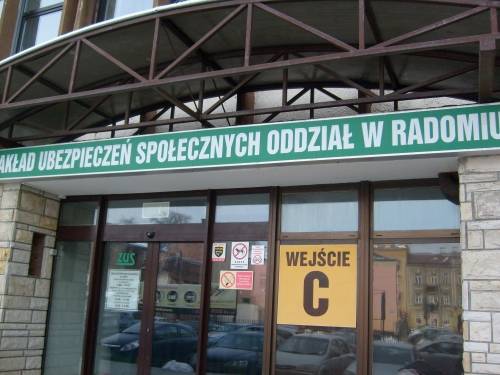 AKŁAD UBEZPIECZEŃ SPOŁECZNYCH ODDZIAŁ W RADOMIU
ZUS
WEJŚCIE
C